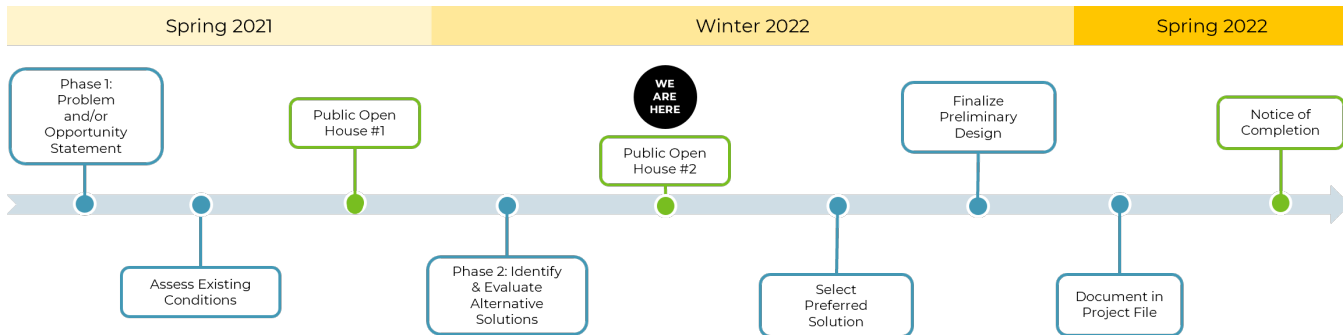 Spring 2021
Winter 2022
Spring 2022
Phase 1:
Problem
and/or
Opportunity
Statement
Public Open
House #1
WE
ARE
HERE
Public Open
House #2
Finalize
Preliminary
Design
Notice of
Completion
Assess Existing
Conditions
Phase 2: Identify
& Evaluate
Alternative
Solutions
Select
Preferred
Solution
Document in
Project File